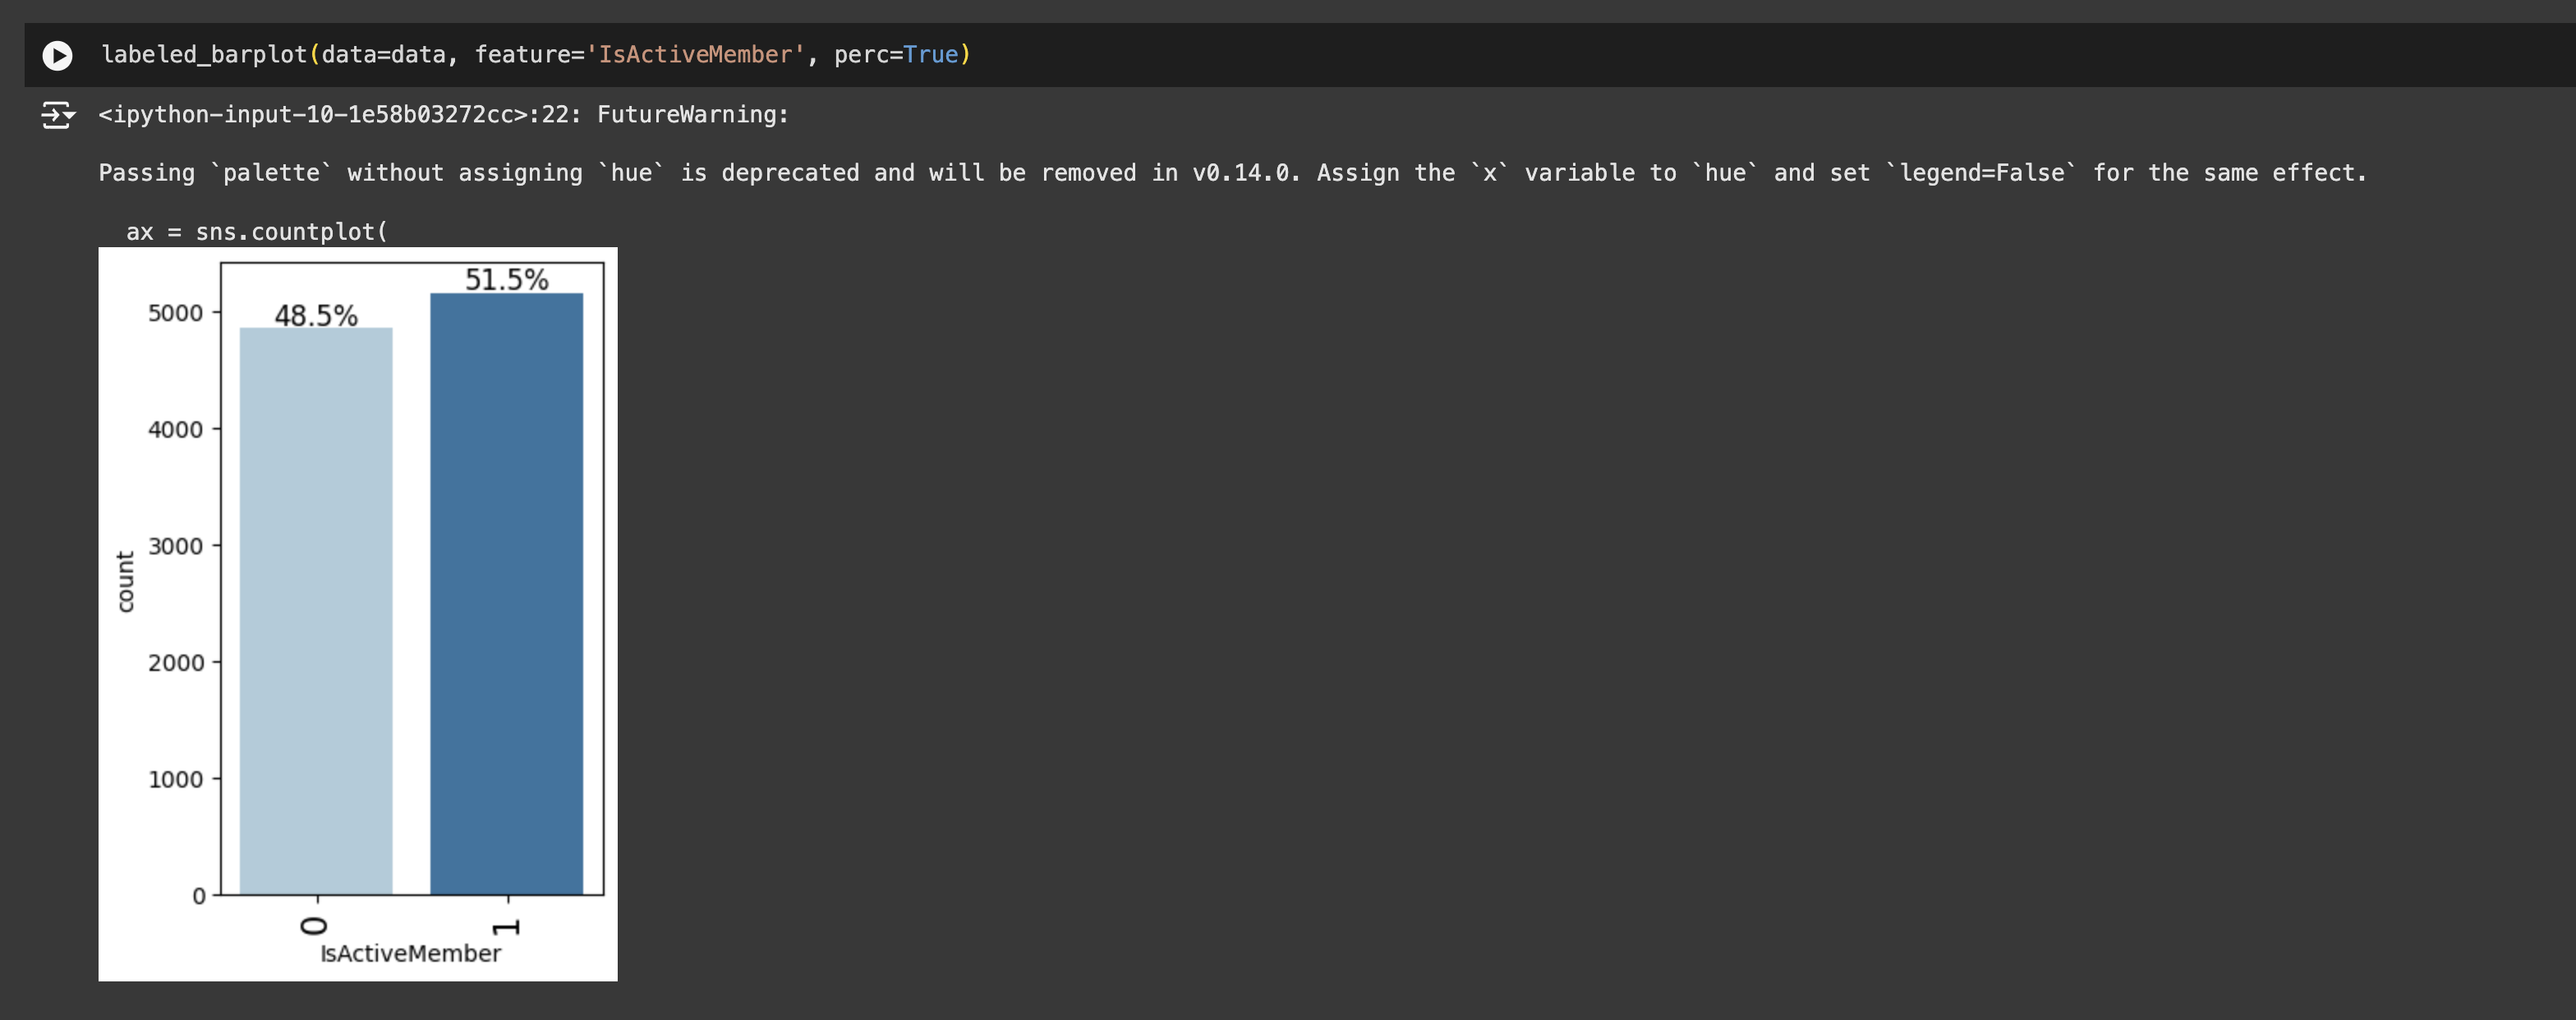 labeled_barplot(data=data, feature='IsActiveMember', perc=True)
<ipython-input-10-1e58b03272cc>:22: FutureWarning:
Passing `palette` without assigning `hue` is deprecated and will be removed in v0.14.0. Assign the `x` variable to `hue` and set `legend=False` for the same effect.
ax = sns.countplot(
51.5%
48.5%
5000
4000
3000
2000
1000
0
count
0
1
IsActiveMember